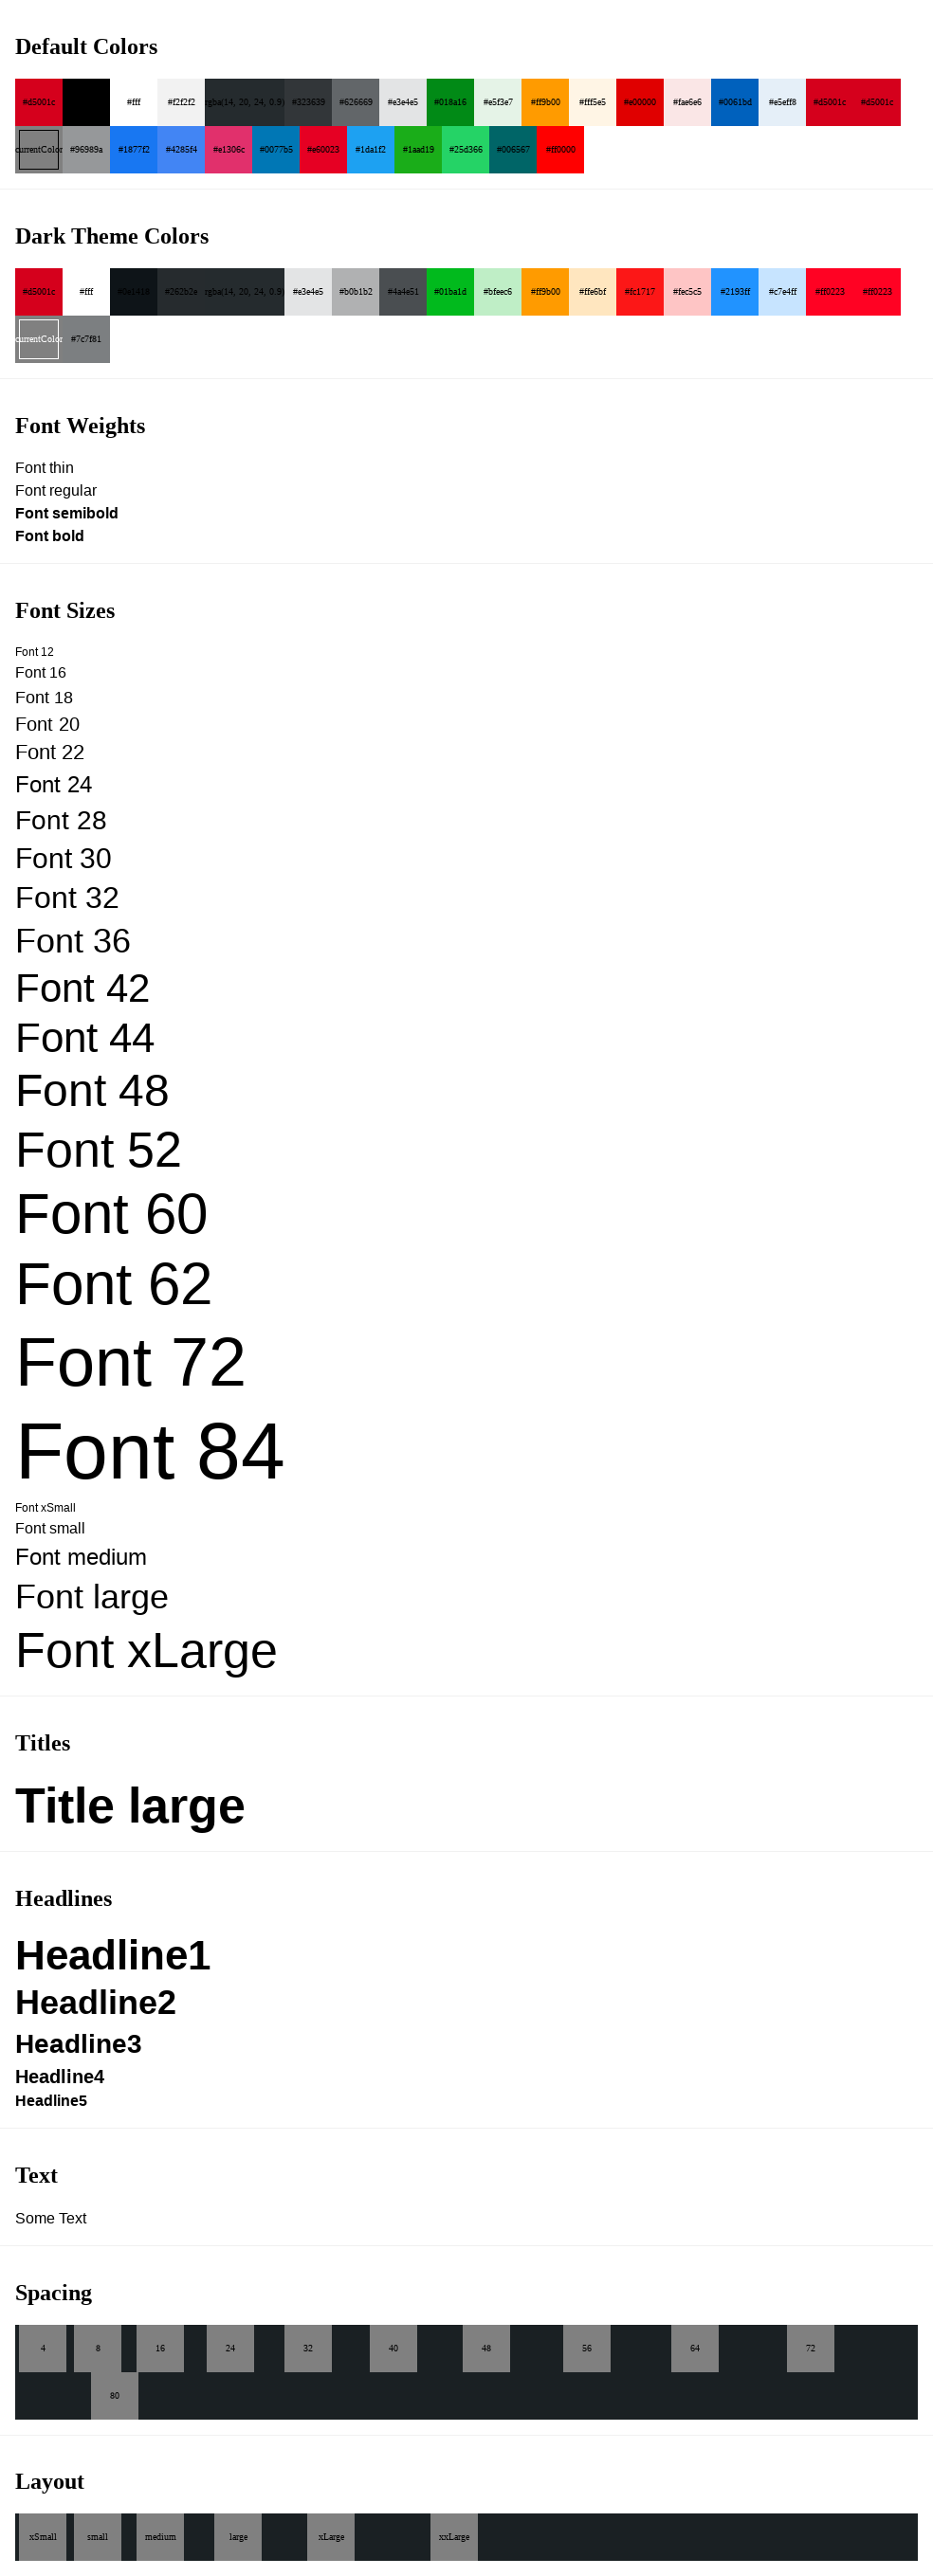 Default Colors
#d5001c #fff #f2f2f2 rgba(14, 20, 24, 0.9) #323639 #626669 #e3e4e5 #018a16 #e5f3e7 #ff9b00 #fff5e5 #e00000 #fae6e6 #0061bd #e5eff8 #d5001c #d5001c
currentColor #96989a #1877f2 #4285f4 #e1306c #0077b5 #e60023 #1da1f2 #1aad19 #25d366 #006567 #ff0000
Dark Theme Colors
#d5001c #fff #0e1418 #262b2e rgba(14, 20, 24, 0.9) #e3e4e5 #b0b1b2 #4a4e51 #01ba1d #bfeec6 #ff9b00 #ffe6bf #fc1717 #fec5c5 #2193ff #c7e4ff #ff0223 #ff0223
currentColor #7c7f81
Font Weights
Font thin
Font regular
Font semibold
Font bold
Font Sizes
Font 12
Font 16
Font 18
Font 20
Font 22
Font 24
Font 28
Font 30
Font 32
Font 36
Font 42
Font 44
Font 48
Font 52
Font 60
Font 62
Font 72
Font 84
Font xSmall
Font small
Font medium
Font large
Font xLarge
Titles
Title large
Headlines
Headline1
Headline2
Headline3
Headline4
Headline5
Text
Some Text
Spacing
4 8 16 24 32 40 48 56 64 72
80
Layout
xSmall small medium large xLarge xxLarge